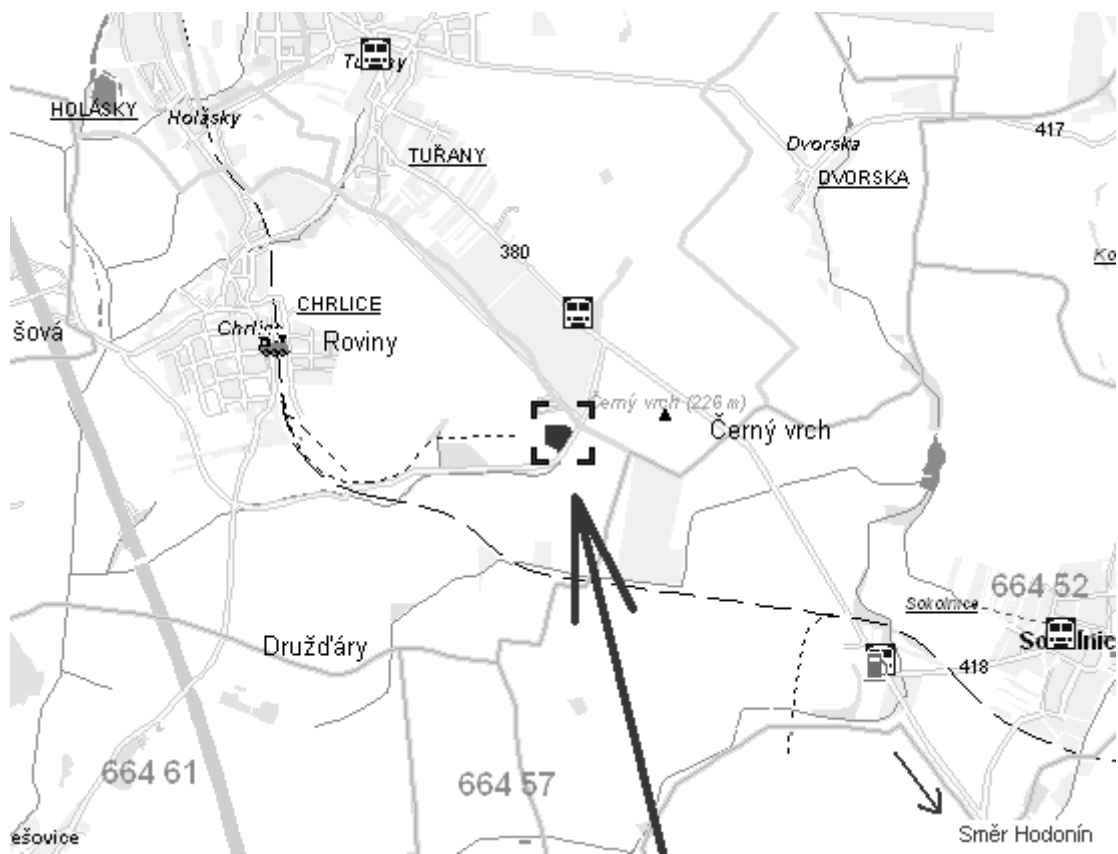 HOLÁSKY
Holásky
TUŘANY
417
Dvorska
DVORSKA
380
CHRLICE
šová
Roviny
Černý vrch (226 m)
Černý vrch
664 52
Sokolnice
418
Družďáry
664 61
664 57
ešovice
Směr Hodonín